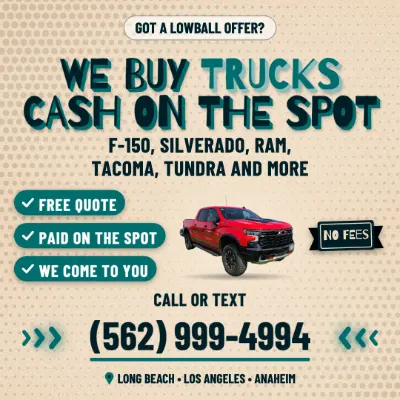 GOT A LOWBALL OFFER?
WE BUY TRUCKS
CASH ON THE SPOT
F-150, SILVERADO, RAM,
TACOMA, TUNDRA AND MORE
FREE QUOTE
PAID ON THE SPOT
WE COME TO YOU
NO FEES
CALL OR TEXT
(562) 999-4994
LONG BEACH • LOS ANGELES • ANAHEIM